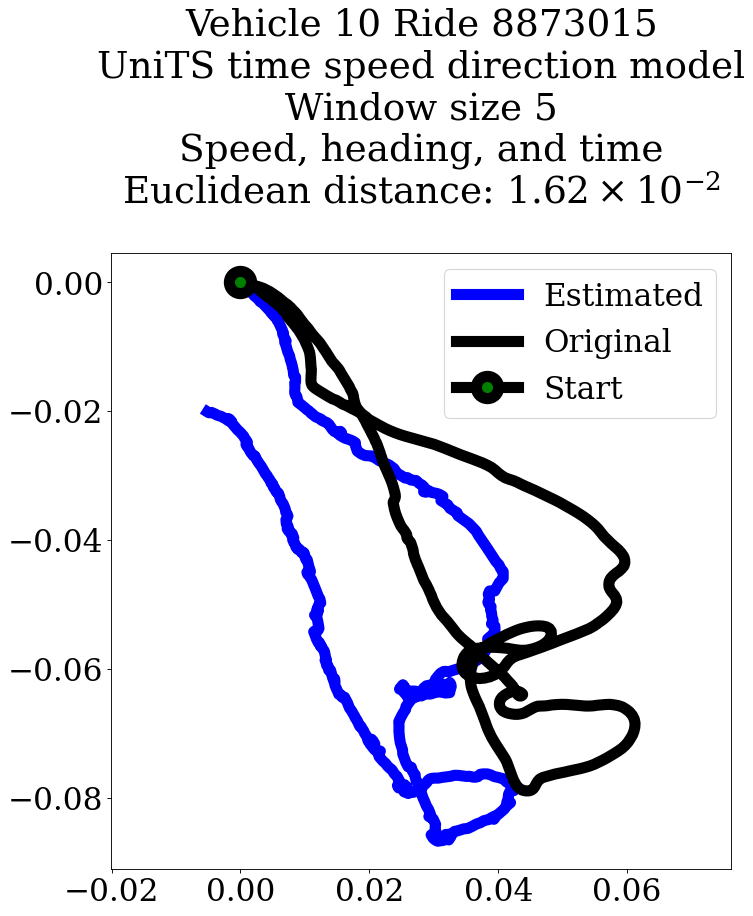 Vehicle 10 Ride 8873015
UniTS time speed direction model
Window size 5
Speed, heading, and time
Euclidean distance: 1.62 × 10⁻²
Estimated
Original
Start
0.00
−0.02
−0.04
−0.06
−0.08
−0.02 0.00 0.02 0.04 0.06